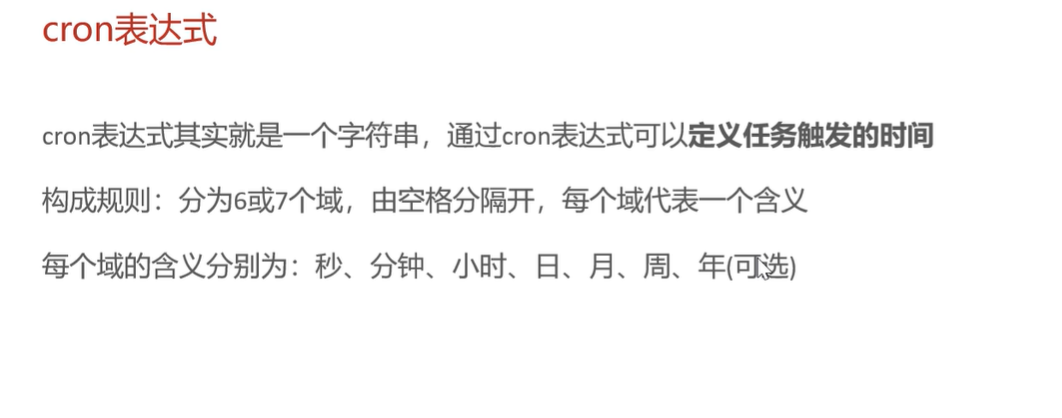 cron表达式
cron表达式其实就是一个字符串，通过cron表达式可以定义任务触发的时间
构成规则：分为6或7个域，由空格分隔开，每个域代表一个含义
每个域的含义分别为：秒、分钟、小时、日、月、周、年(可选)